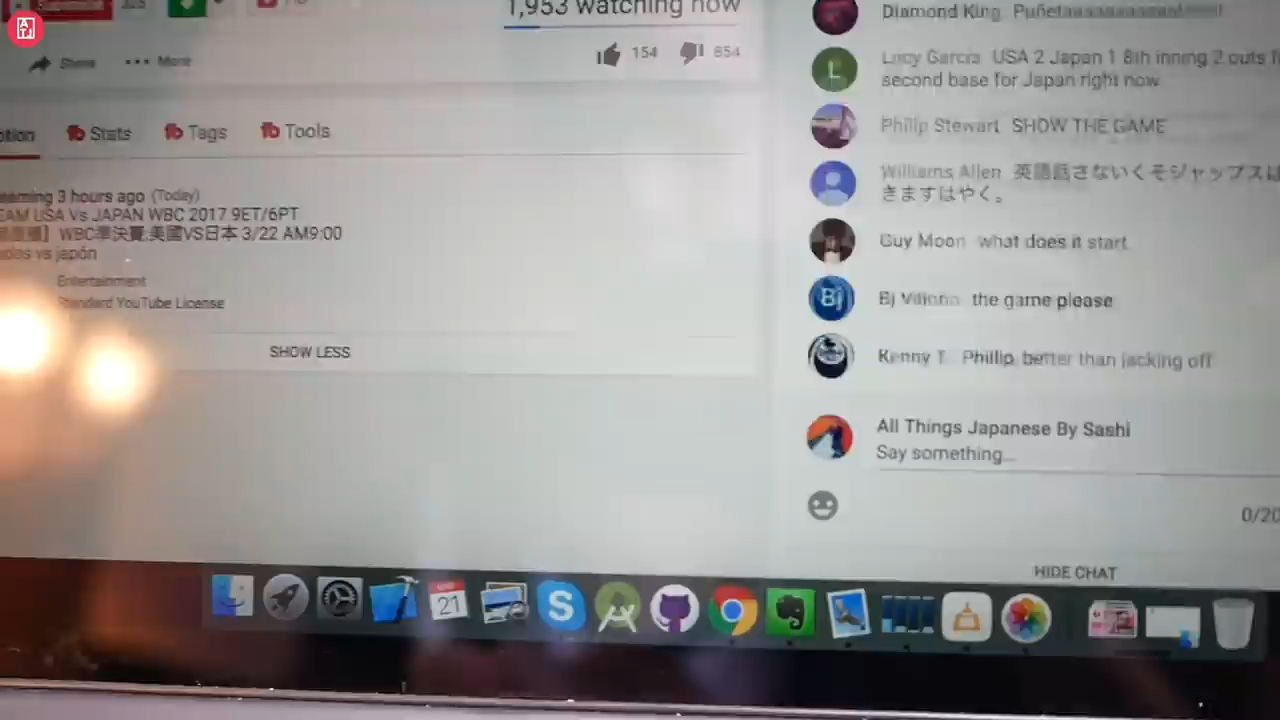 1,953 watching now
154
854
Share
More
Stats
Tags
Tools
3 hours ago (Today)
USA Vs JAPAN WBC 2017 9ET/6PT
WBC準決賽,美國VS日本 3/22 AM9:00
vs japón
Entertainment
Standard YouTube License
SHOW LESS
Diamond King
Lucy Garcia USA 2 Japan 1 8th inning 2 outs
second base for Japan right now
Philip Stewart SHOW THE GAME
Williams Allen 英語話さないくそジャップスは
きますはやく。
Guy Moon what does it start
Bj the game please
Kenny T Phillip, better than jacking off
All Things Japanese By Sashi
Say something...
0/20
HIDE CHAT
L
Bj
21
S